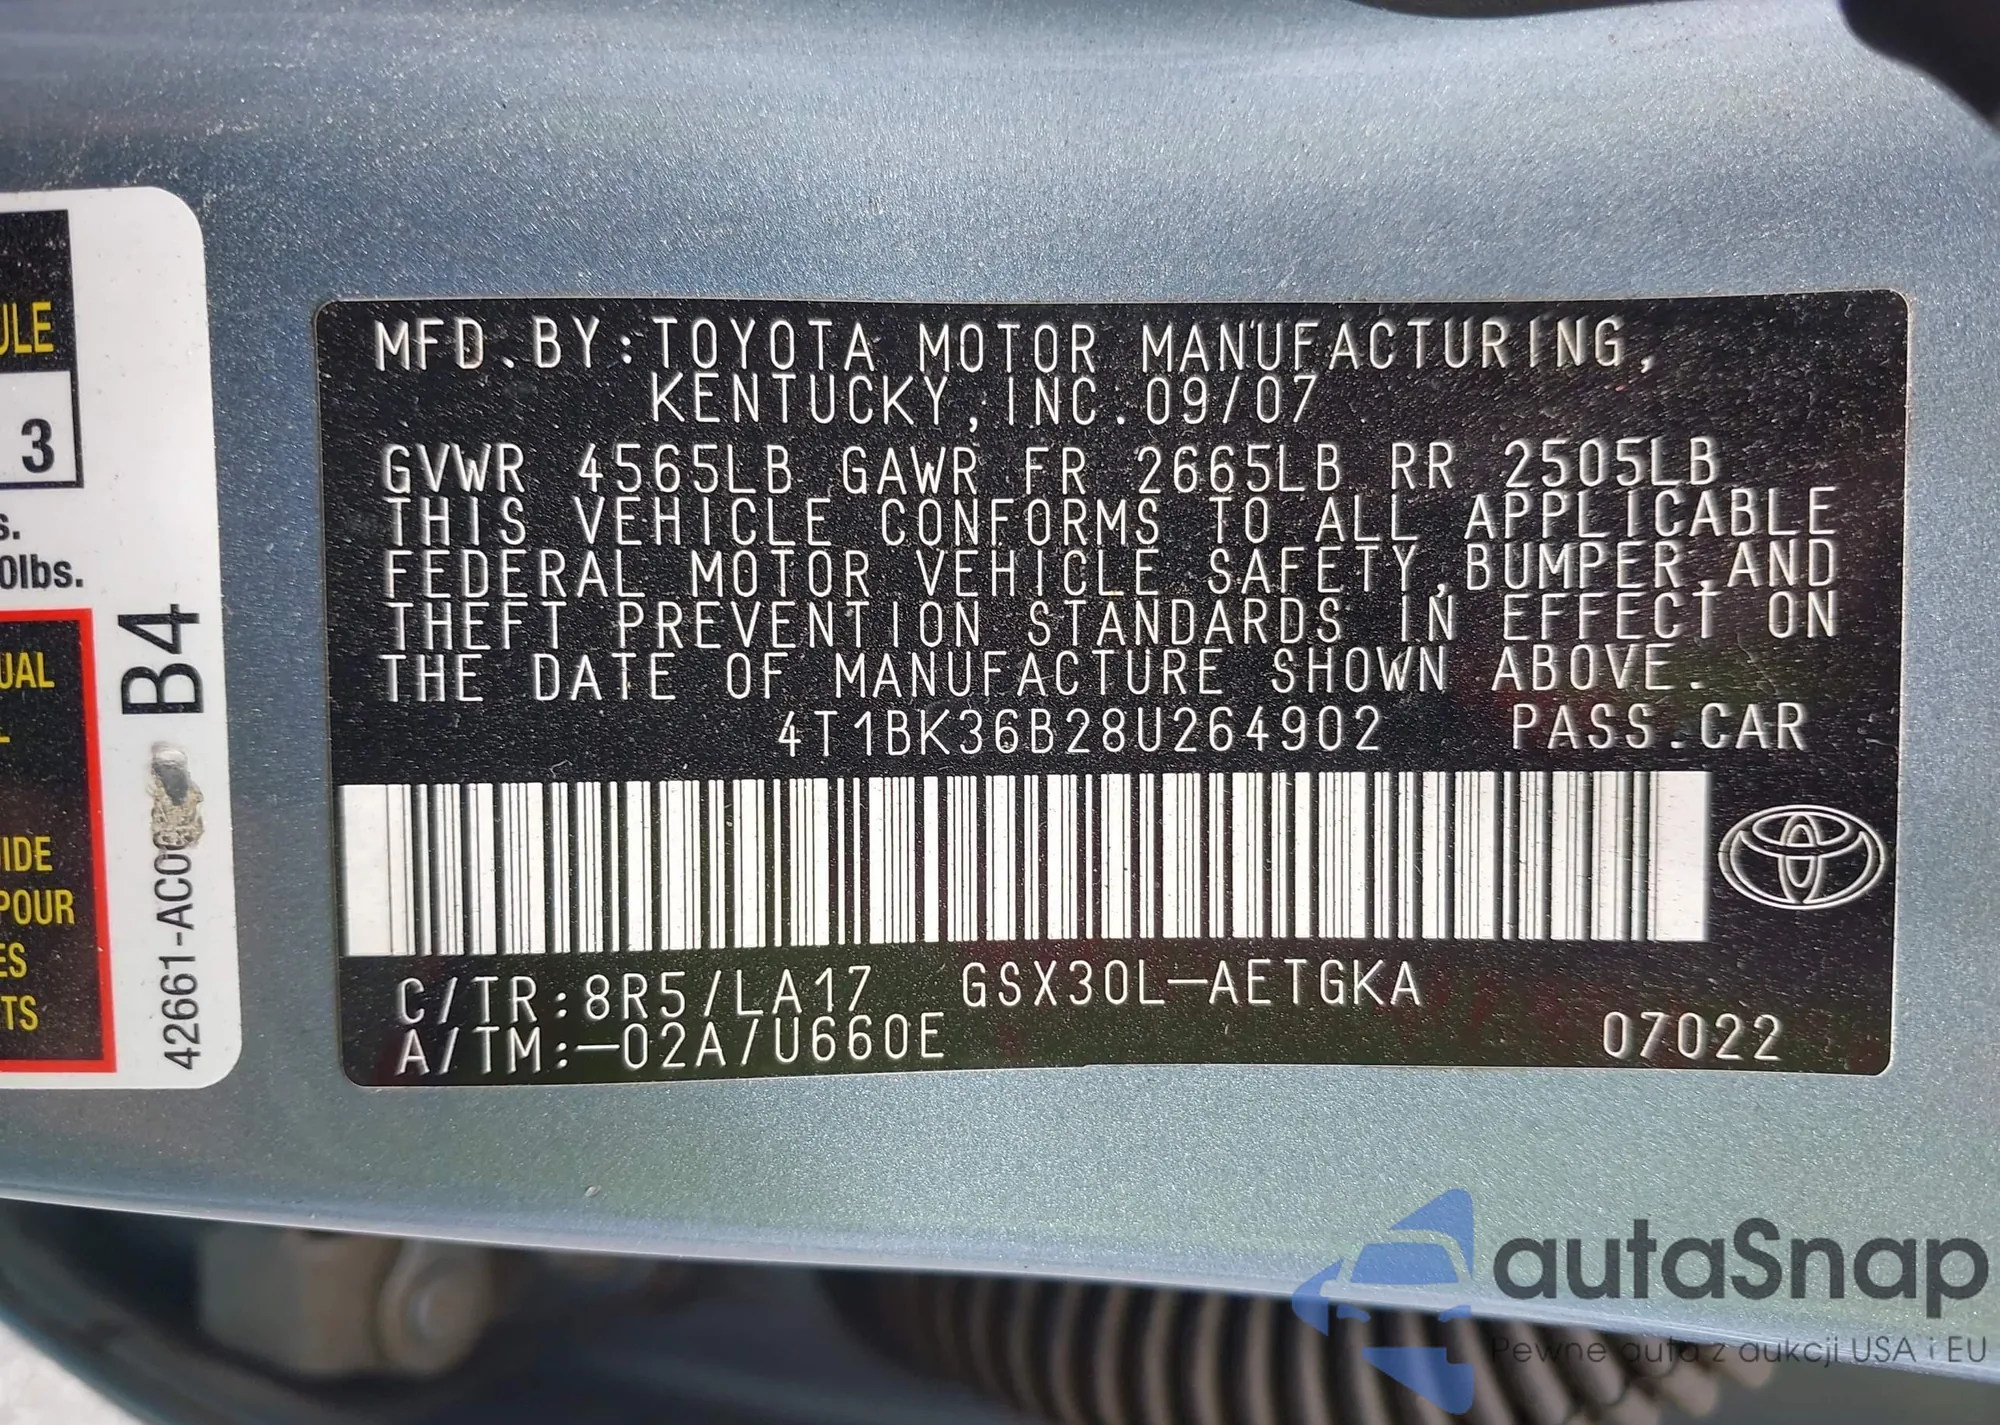 ULE
3
s.
0lbs.
UAL
L
IDE
POUR
ES
TS
B4
42661-AC0
MFD.BY:TOYOTA MOTOR MANUFACTURING,
KENTUCKY,INC.09/07
GVWR 4565LB GAWR FR 2665LB RR 2505LB
THIS VEHICLE CONFORMS TO ALL APPLICABLE
FEDERAL MOTOR VEHICLE SAFETY,BUMPER,AND
THEFT PREVENTION STANDARDS IN EFFECT ON
THE DATE OF MANUFACTURE SHOWN ABOVE.
4T1BK36B28U264902 PASS.CAR
C/TR:8R5/LA17 GSX30L-AETGKA
A/TM:-02A/U660E 07022
autaSnap
Pewne auta z aukcji USA i EU